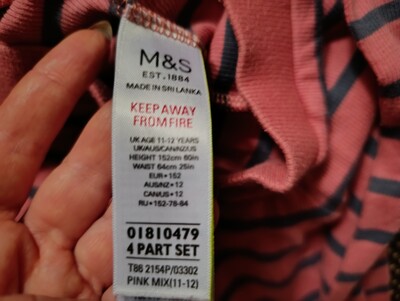 M&S
EST. 1884
MADE IN SRI LANKA
KEEP AWAY
FROM FIRE
UK AGE 11-12 YEARS
UK/AUS/CAN/NZ/US
HEIGHT 152cm 60in
WAIST 64cm 25in
EUR•152
AUS/NZ•12
CAN/US•12
RU•152-76-64
01810479
4 PART SET
T86 2154P/03302
PINK MIX(11-12)